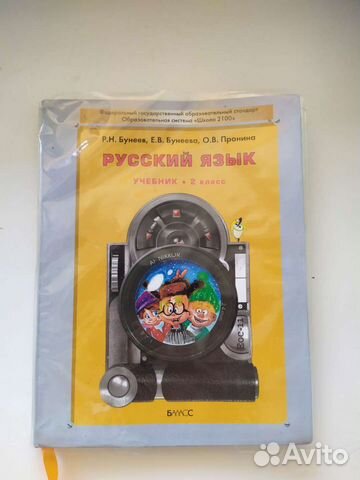 Федеральный государственный образовательный стандарт
Образовательная система «Школа 2100»
Р.Н. Бунеев, Е.В. Бунеева, О.В. Пронина
РУССКИЙ ЯЗЫК
УЧЕБНИК • 2 класс
БАЛАСС
Avito